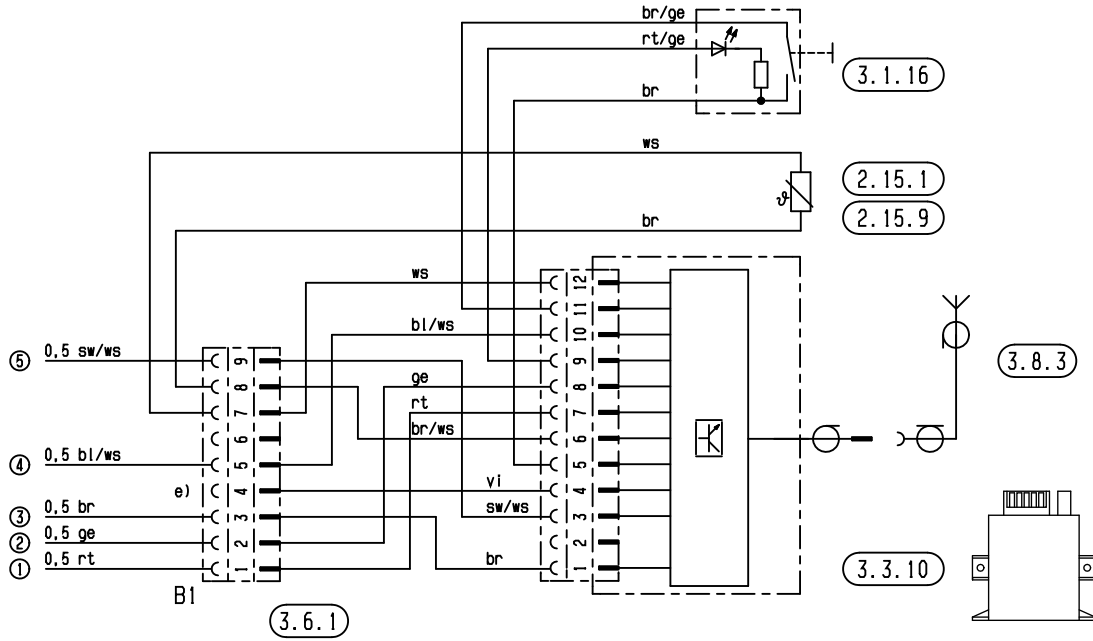 br/ge
rt/ge
3.1.16
br
ws
2.15.1
ϑ
2.15.9
br
ws
12
11
bl/ws
10
⑤ 0,5 sw/ws
9
9
3.8.3
8
ge
8
7
rt
7
6
br/ws
6
④ 0,5 bl/ws
5
5
e)
4
vi
4
③ 0,5 br
3
sw/ws
3
② 0,5 ge
2
2
① 0,5 rt
1
br
1
3.3.10
B1
3.6.1